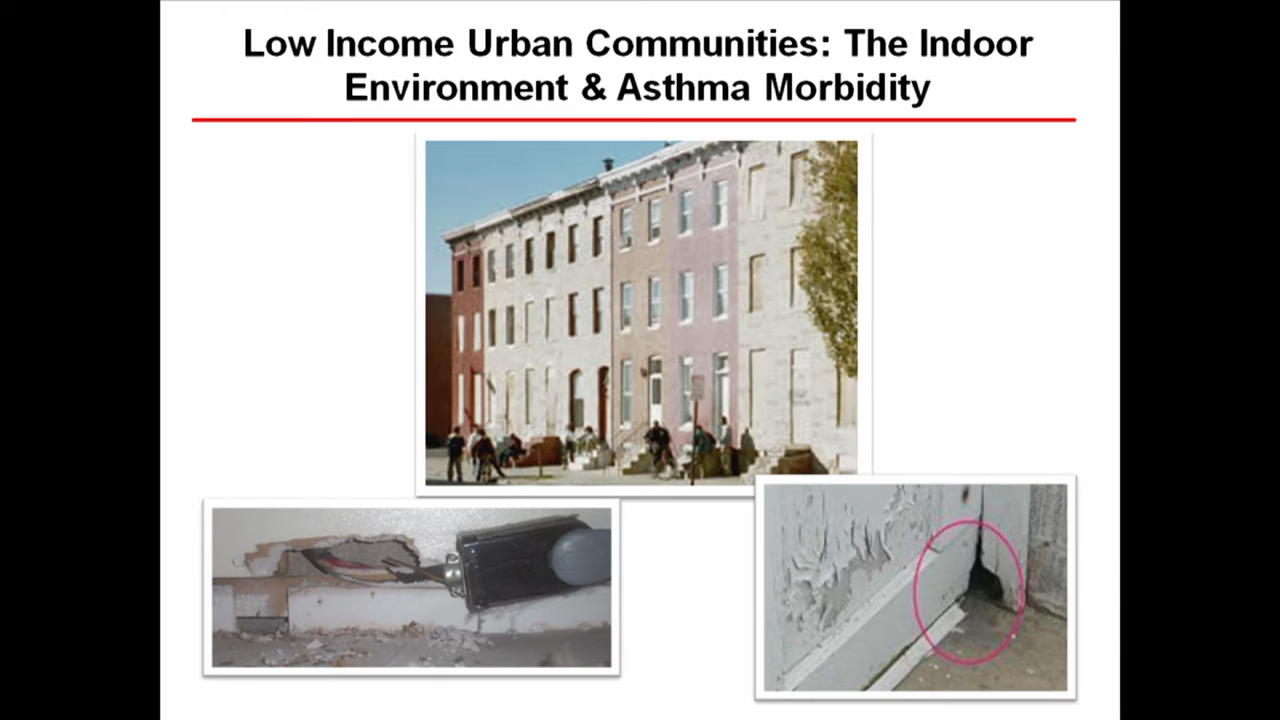 Low Income Urban Communities: The Indoor
Environment & Asthma Morbidity